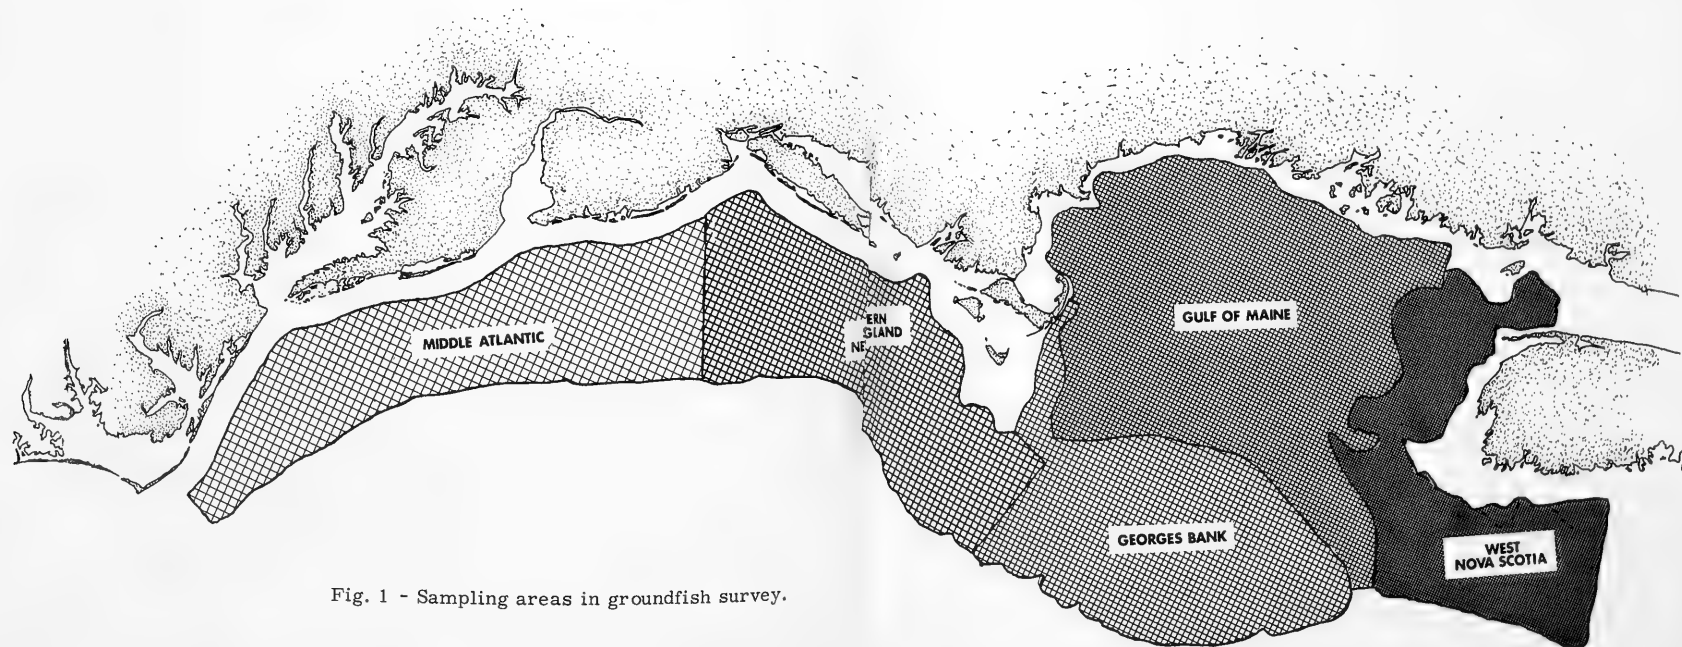 MIDDLE ATLANTIC
ERN
GLAND
NE
GULF OF MAINE
GEORGES BANK
WEST
NOVA SCOTIA
Fig. 1 - Sampling areas in groundfish survey.